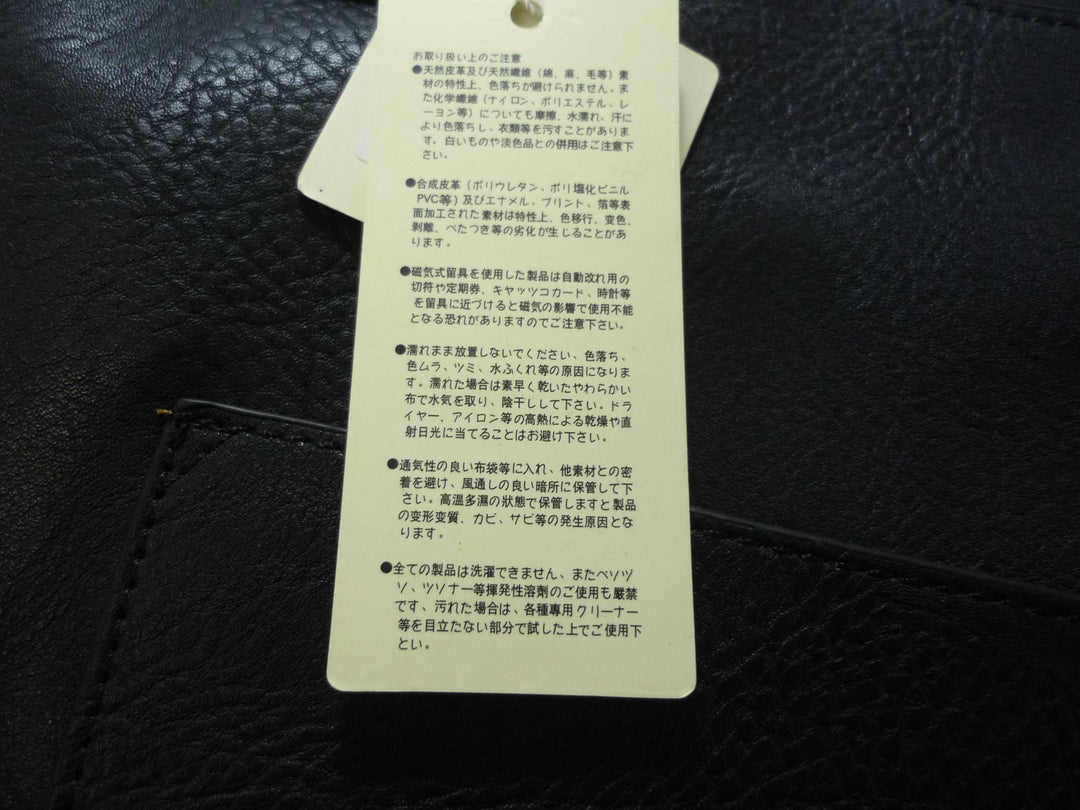 お取り扱い上のご注意
●天然皮革及び天然繊維（綿、麻、毛等）素
材の特性上、色落ちが避けられません。ま
た化学繊維（ナイロン、ポリエステル、レ
ーヨン等）についても摩擦、水濡れ、汗に
より色落ちし、衣類等を汚すことがありま
す。白いものや淡色品との併用はご注意下
さい。
●合成皮革（ポリウレタン、ポリ塩化ビニル
PVC等）及びエナメル、プリント、箔等表
面加工された素材は特性上、色移行、変色、
剥離、べたつき等の劣化が生じることがあ
ります。
●磁気式留具を使用した製品は自動改札用の
切符や定期券、キャッツコカード、時計等
を留具に近づけると磁気の影響で使用不能
となる恐れがありますのでご注意下さい。
●濡れまま放置しないでください、色落ち、
色ムラ、ツミ、水ふくれ等の原因になりま
す。濡れた場合は素早く乾いたやわらかい
布で水気を取り、陰干しして下さい。ドラ
イヤー、アイロン等の高熱による乾燥や直
射日光に当てることはお避け下さい。
●通気性の良い布袋等に入れ、他素材との密
着を避け、風通しの良い暗所に保管して下
さい。高温多濕の狀態で保管しますと製品
の变形变質、カビ、サビ等の発生原因とな
ります。
●全ての製品は洗濯できません、またベソヅ
ソ、ツソナー等揮発性溶劑のご使用も嚴禁
です、汚れた場合は、各種專用クリーナー
等を目立たない部分で試した上でご使用下
とい。